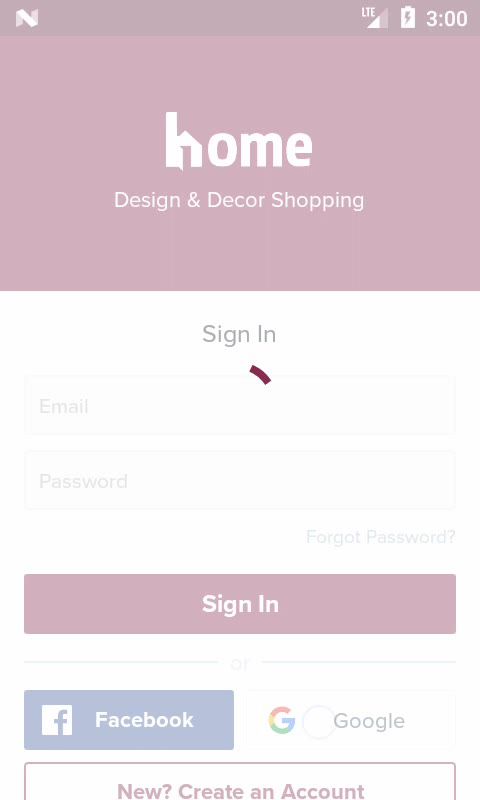 LTE 3:00
home
Design & Decor Shopping
Sign In
Email
Password
Forgot Password?
Sign In
or
Facebook
Google
New? Create an Account